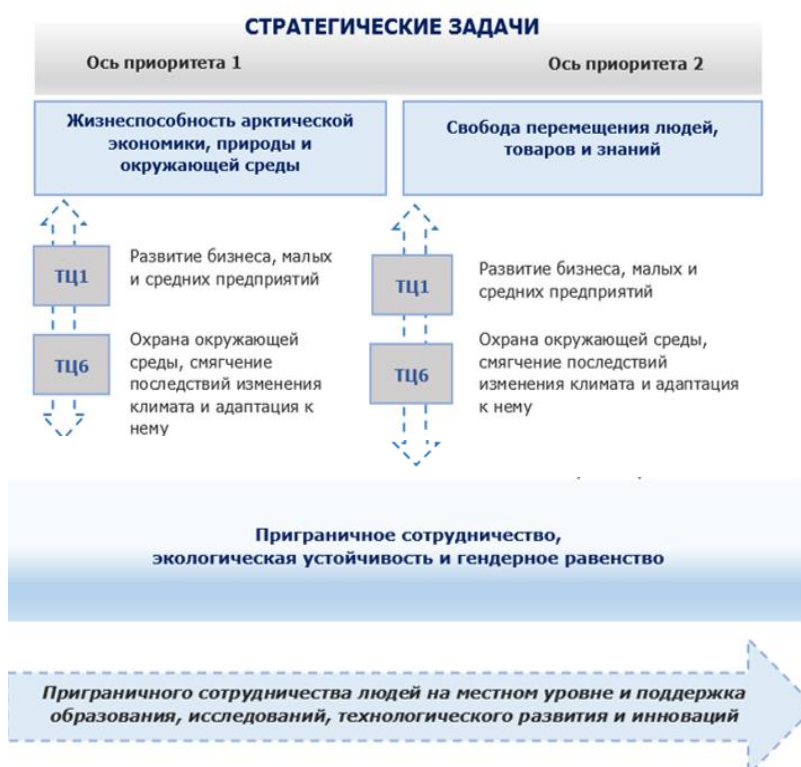 СТРАТЕГИЧЕСКИЕ ЗАДАЧИ
Ось приоритета 1
Ось приоритета 2
Жизнеспособность арктической
экономики, природы и
окружающей среды
Свобода перемещения людей,
товаров и знаний
ТЦ1
Развитие бизнеса, малых
и средних предприятий
ТЦ6
Охрана окружающей
среды, смягчение
последствий изменения
климата и адаптация к
нему
ТЦ1
Развитие бизнеса, малых и
средних предприятий
ТЦ6
Охрана окружающей среды,
смягчение последствий
изменения климата и адаптация
к нему
Приграничное сотрудничество,
экологическая устойчивость и гендерное равенство
Приграничного сотрудничества людей на местном уровне и поддержка
образования, исследований, технологического развития и инноваций